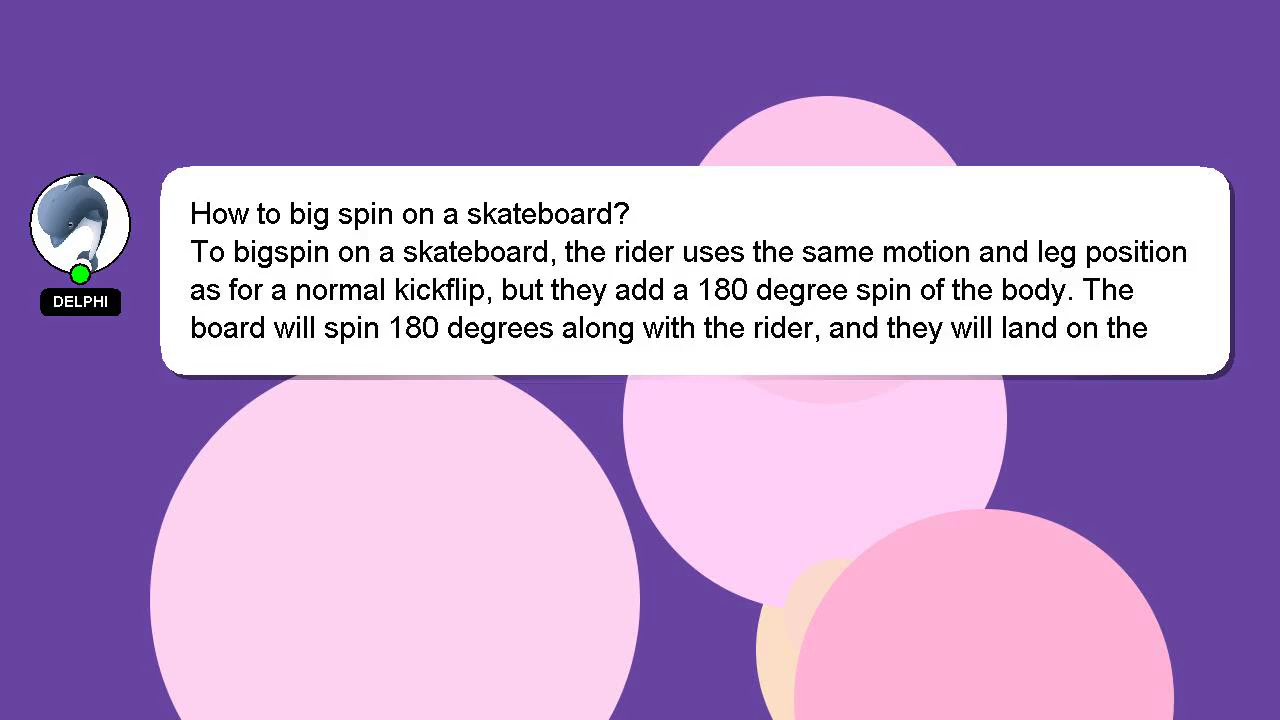 How to big spin on a skateboard?
To bigspin on a skateboard, the rider uses the same motion and leg position
as for a normal kickflip, but they add a 180 degree spin of the body. The
board will spin 180 degrees along with the rider, and they will land on the
DELPHI